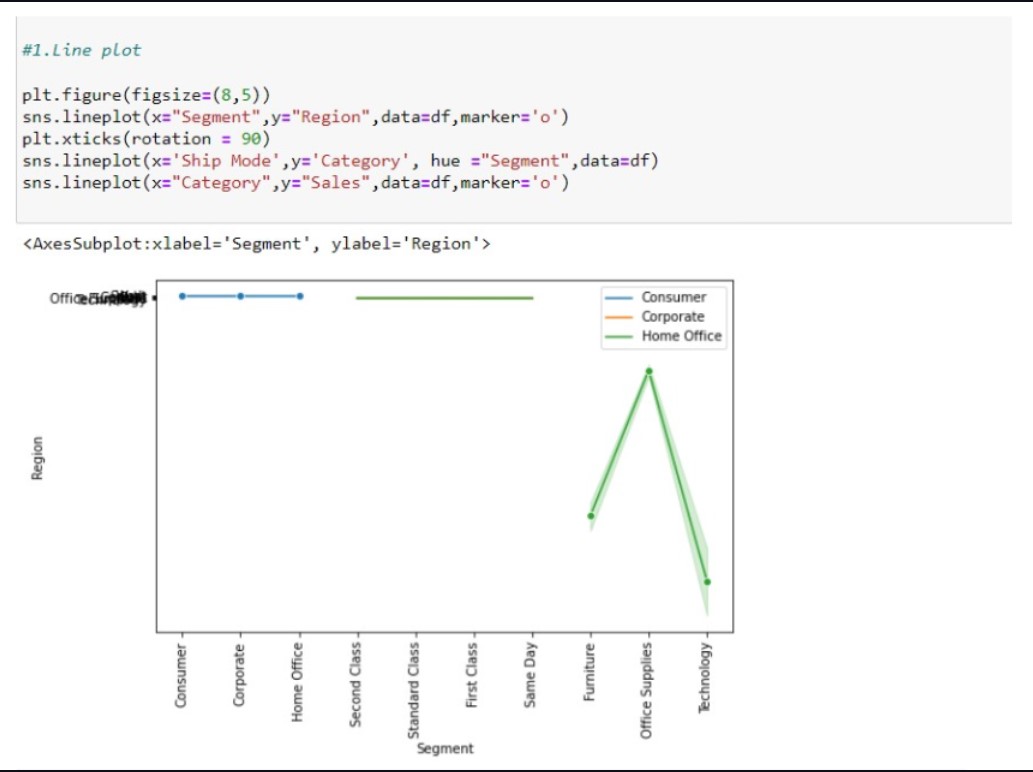 #1.Line plot
plt.figure(figsize=(8,5))
sns.lineplot(x="Segment",y="Region",data=df,marker='o')
plt.xticks(rotation = 90)
sns.lineplot(x='Ship Mode',y='Category', hue ="Segment",data=df)
sns.lineplot(x="Category",y="Sales",data=df,marker='o')
<AxesSubplot:xlabel='Segment', ylabel='Region'>
Consumer
Corporate
Home Office
Region
Consumer
Corporate
Home Office
Second Class
Standard Class
First Class
Same Day
Furniture
Office Supplies
Technology
Segment